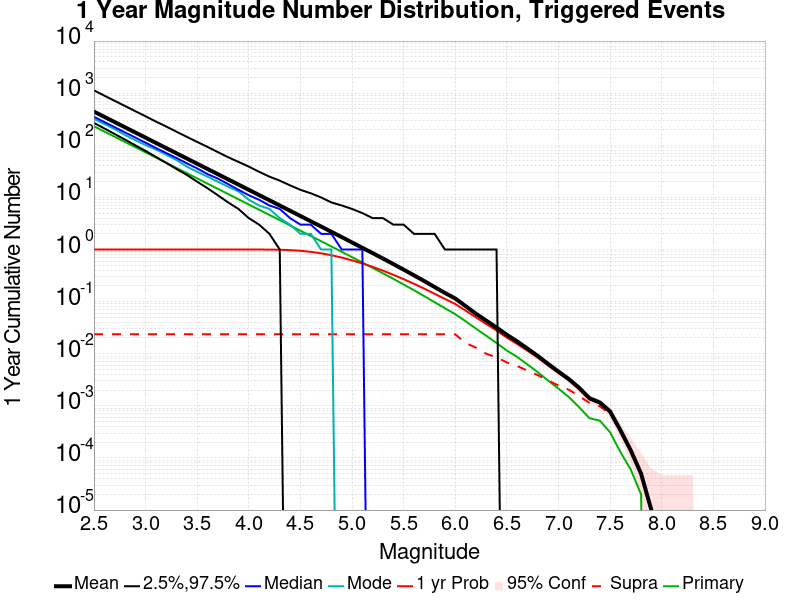 1 Year Magnitude Number Distribution, Triggered Events
1 Year Cumulative Number
10^4
10^3
10^2
10^1
10^0
10^-1
10^-2
10^-3
10^-4
10^-5
2.5 3.0 3.5 4.0 4.5 5.0 5.5 6.0 6.5 7.0 7.5 8.0 8.5 9.0
Magnitude
Mean 2.5%,97.5% Median Mode 1 yr Prob 95% Conf Supra Primary